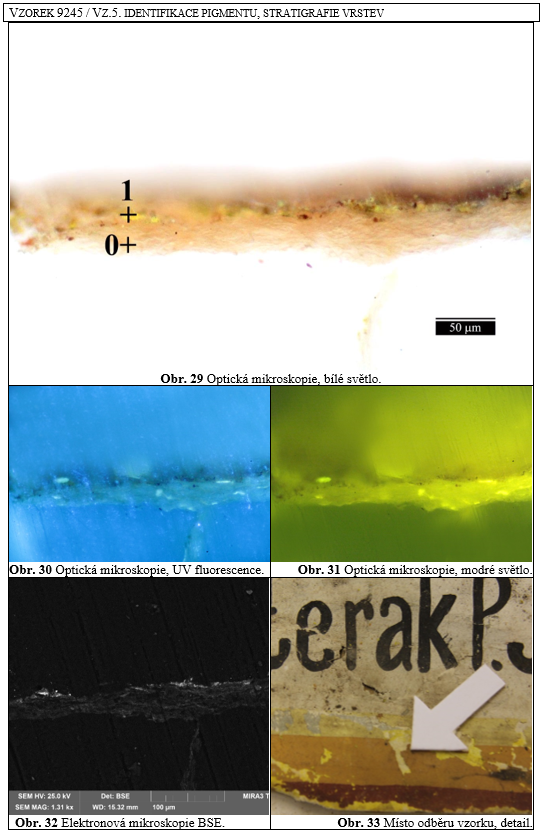 VZOREK 9245 / VZ.5. IDENTIFIKACE PIGMENTU, STRATIGRAFIE VRSTEV
1
+
0+
50 µm
Obr. 29 Optická mikroskopie, bílé světlo.
Obr. 30 Optická mikroskopie, UV fluorescence.
Obr. 31 Optická mikroskopie, modré světlo.
SEM HV: 25.0 kV
Det: BSE
MIRA3 T
SEM MAG: 1.31 kx
WD: 15.32 mm
100 µm
Obr. 32 Elektronová mikroskopie BSE.
cerak P.
Obr. 33 Místo odběru vzorku, detail.